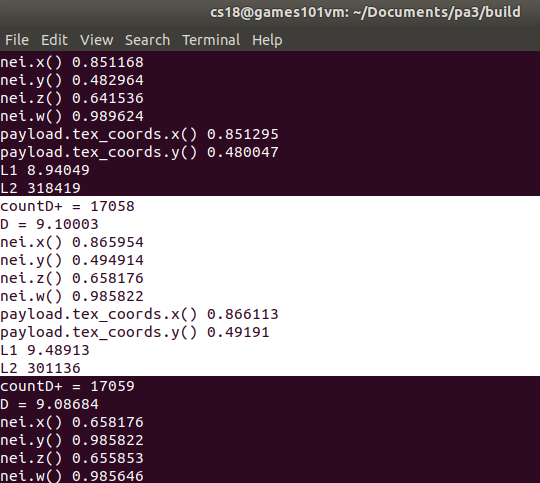 cs18@games101vm: ~/Documents/pa3/build
File Edit View Search Terminal Help
nei.x() 0.851168
nei.y() 0.482964
nei.z() 0.641536
nei.w() 0.989624
payload.tex_coords.x() 0.851295
payload.tex_coords.y() 0.480047
L1 8.94049
L2 318419
countD+ = 17058
D = 9.10003
nei.x() 0.865954
nei.y() 0.494914
nei.z() 0.658176
nei.w() 0.985822
payload.tex_coords.x() 0.866113
payload.tex_coords.y() 0.49191
L1 9.48913
L2 301136
countD+ = 17059
D = 9.08684
nei.x() 0.658176
nei.y() 0.985822
nei.z() 0.655853
nei.w() 0.985646